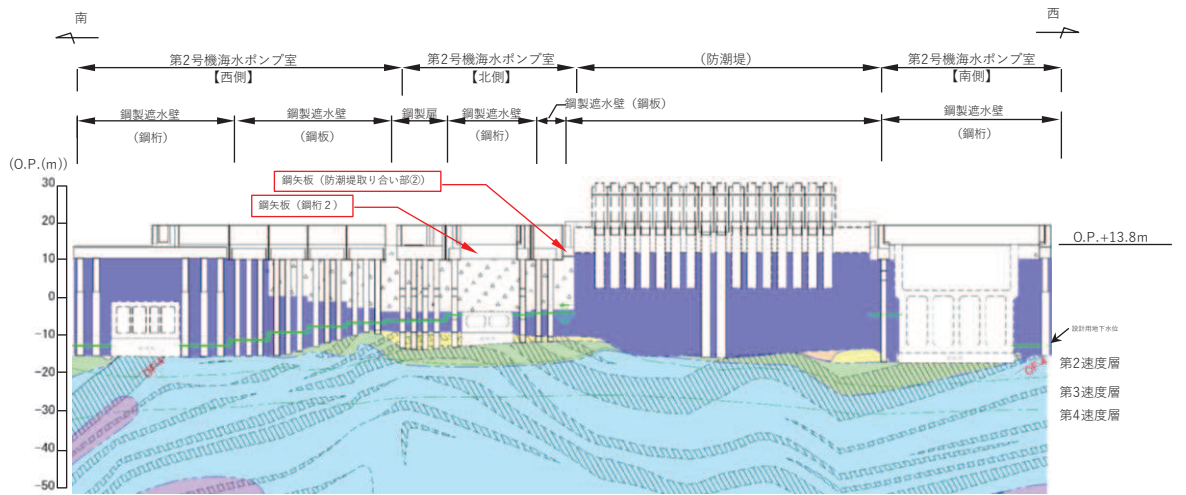 南
西
第2号機海水ポンプ室
【西側】
第2号機海水ポンプ室
【北側】
(防潮堤)
第2号機海水ポンプ室
【南側】
鋼製遮水壁
(鋼桁)
鋼製遮水壁
(鋼板)
鋼製扉
鋼製遮水壁
(鋼桁)
鋼製遮水壁(鋼板)
鋼製遮水壁
(鋼桁)
(O.P.(m))
鋼矢板(防潮堤取り合い部②)
鋼矢板(鋼桁2)
30
20
10
0
-10
-20
-30
-40
-50
O.P.+13.8m
設計用地下水位
第2速度層
第3速度層
第4速度層